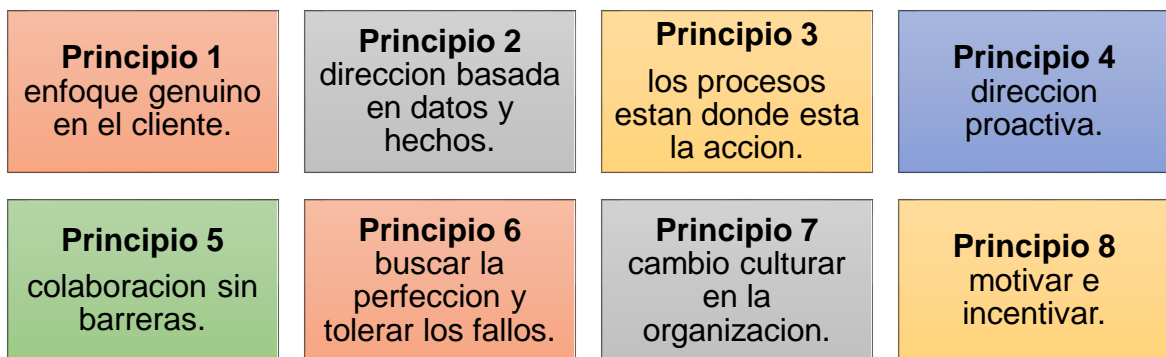 Principio 1
enfoque genuino
en el cliente.
Principio 2
direccion basada
en datos y
hechos.
Principio 3
los procesos
estan donde esta
la accion.
Principio 4
direccion
proactiva.
Principio 5
colaboracion sin
barreras.
Principio 6
buscar la
perfeccion y
tolerar los fallos.
Principio 7
cambio culturar
en la
organizacion.
Principio 8
motivar e
incentivar.